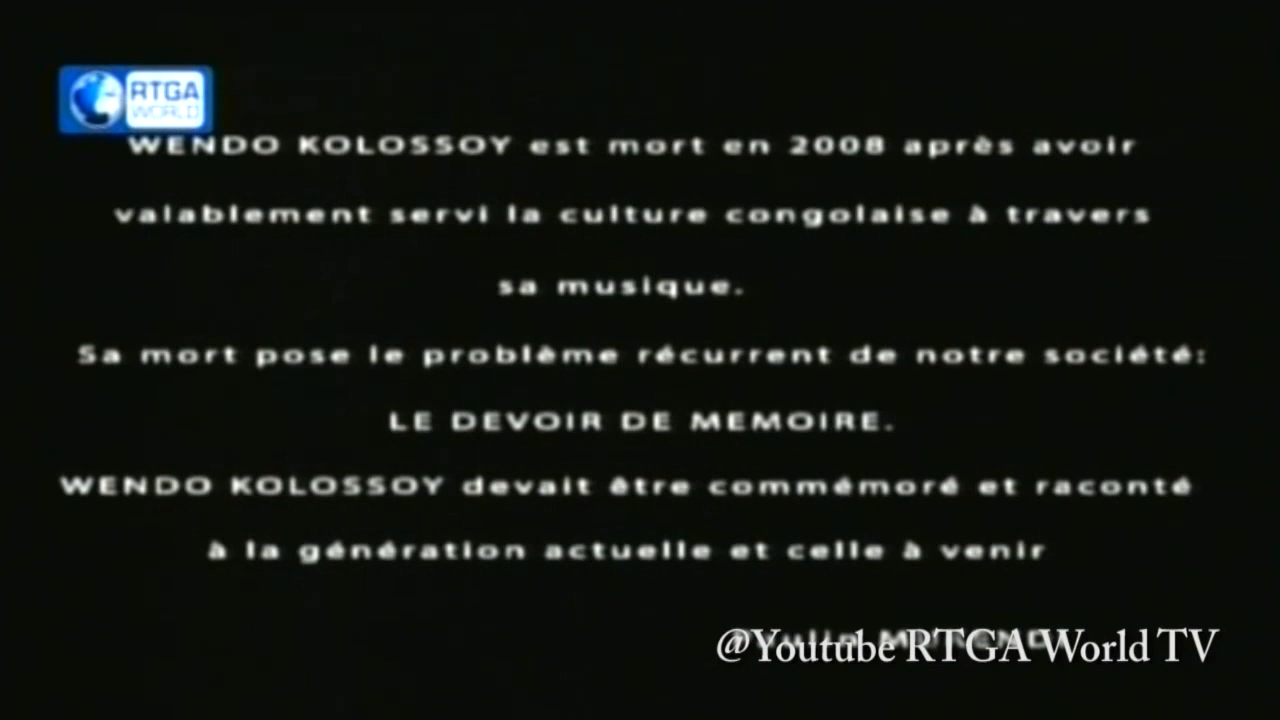 RTGA
WORLD
WENDO KOLOSSOY est mort en 2008 après avoir
valablement servi la culture congolaise à travers
sa musique.
Sa mort pose le problème récurrent de notre société:
LE DEVOIR DE MEMOIRE.
WENDO KOLOSSOY devait être commémoré et raconté
à la génération actuelle et celle à venir
@Youtube RTGA World TV